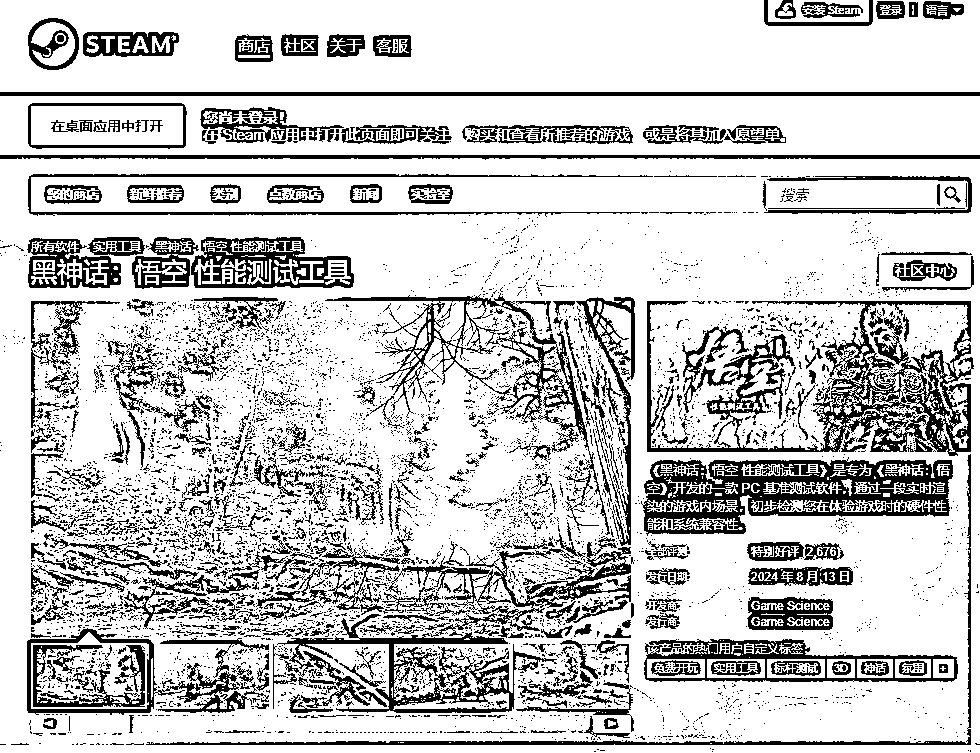 安装 Steam 登录 | 语言
STEAM®
商店 社区 关于 客服
在桌面应用中打开
您尚未登录!
在 Steam 应用中打开此页面即可关注、购买和查看所推荐的游戏,或是将其加入愿望单。
您的商店 新鲜推荐 类别 点数商店 新闻 实验室
搜索
所有软件 实用工具 黑神话:悟空 性能测试工具
黑神话:悟空 性能测试工具
社区中心
悟空
《黑神话:悟空 性能测试工具》是专为《黑神话:悟
空》开发的一款 PC 基准测试软件。通过一段实时渲
染的游戏内场景,初步检测您在体验游戏时的硬件性
能和系统兼容性。
特别好评 (2,676)
发行日期: 2024 年 8 月 13 日
开发商: Game Science
发行商: Game Science
该产品的热门用户自定义标签:
免费开玩 实用工具 标杆测试 3D 神话 玩家 +